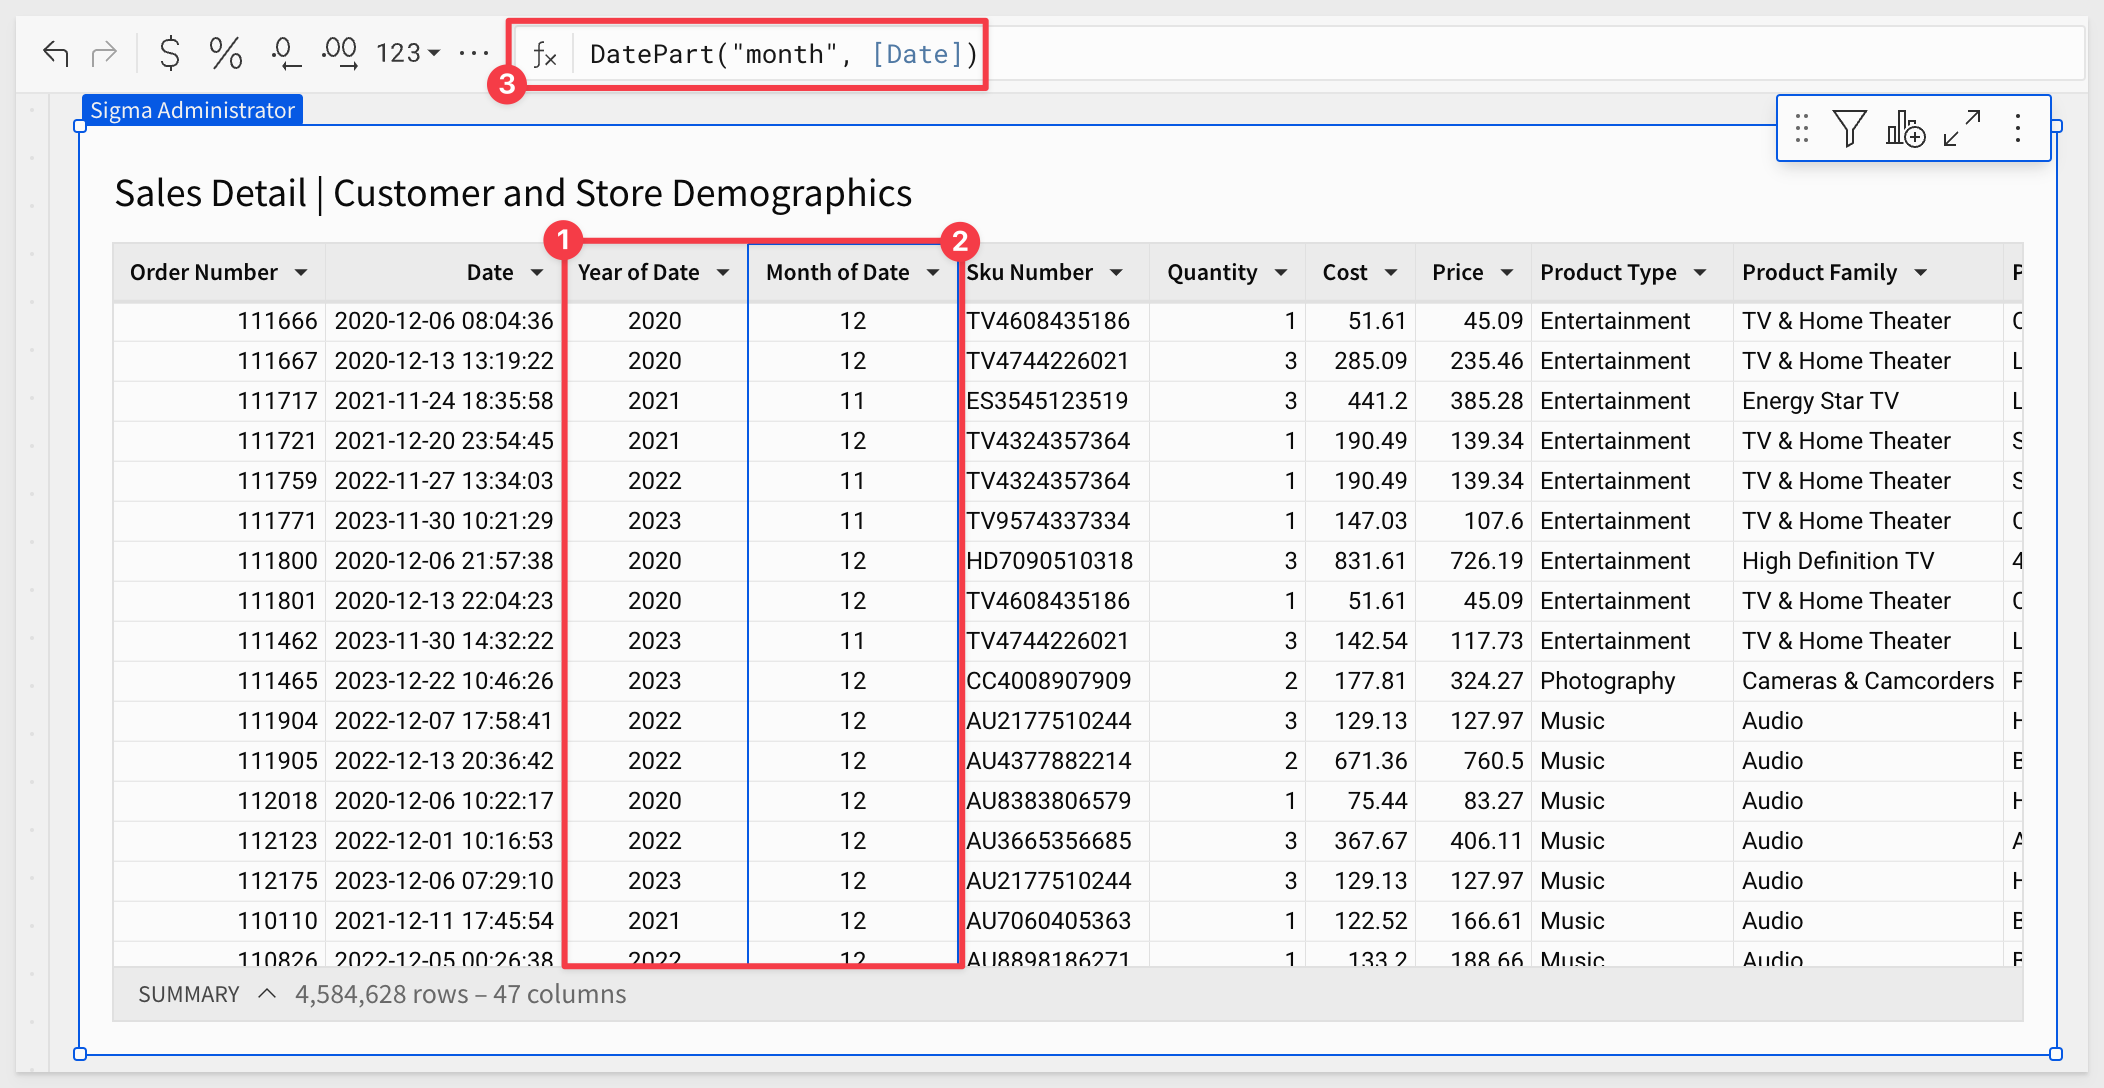 $ % .0 .00 123 ... 3 fx DatePart("month", [Date])
Sigma Administrator
Sales Detail | Customer and Store Demographics
1 2
Order Number Date Year of Date Month of Date Sku Number Quantity Cost Price Product Type Product Family
111666 2020-12-06 08:04:36 2020 12 TV4608435186 1 51.61 45.09 Entertainment TV & Home Theater
111667 2020-12-13 13:19:22 2020 12 TV4744226021 3 285.09 235.46 Entertainment TV & Home Theater
111717 2021-11-24 18:35:58 2021 11 ES3545123519 3 441.2 385.28 Entertainment Energy Star TV
111721 2021-12-20 23:54:45 2021 12 TV4324357364 1 190.49 139.34 Entertainment TV & Home Theater
111759 2022-11-27 13:34:03 2022 11 TV4324357364 1 190.49 139.34 Entertainment TV & Home Theater
111771 2023-11-30 10:21:29 2023 11 TV9574337334 1 147.03 107.6 Entertainment TV & Home Theater
111800 2020-12-06 21:57:38 2020 12 HD7090510318 3 831.61 726.19 Entertainment High Definition TV
111801 2020-12-13 22:04:23 2020 12 TV4608435186 1 51.61 45.09 Entertainment TV & Home Theater
111462 2023-11-30 14:32:22 2023 11 TV4744226021 3 142.54 117.73 Entertainment TV & Home Theater
111465 2023-12-22 10:46:26 2023 12 CC4008907909 2 177.81 324.27 Photography Cameras & Camcorders
111904 2022-12-07 17:58:41 2022 12 AU2177510244 3 129.13 127.97 Music Audio
111905 2022-12-13 20:36:42 2022 12 AU4377882214 2 671.36 760.5 Music Audio
112018 2020-12-06 10:22:17 2020 12 AU8383806579 1 75.44 83.27 Music Audio
112123 2022-12-01 10:16:53 2022 12 AU3665356685 3 367.67 406.11 Music Audio
112175 2023-12-06 07:29:10 2023 12 AU2177510244 3 129.13 127.97 Music Audio
110110 2021-12-11 17:45:54 2021 12 AU7060405363 1 122.52 166.61 Music Audio
110826 2022-12-05 00:26:38 2022 12 AU8898186271 1 133.2 188.66 Music Audio
SUMMARY 4,584,628 rows – 47 columns